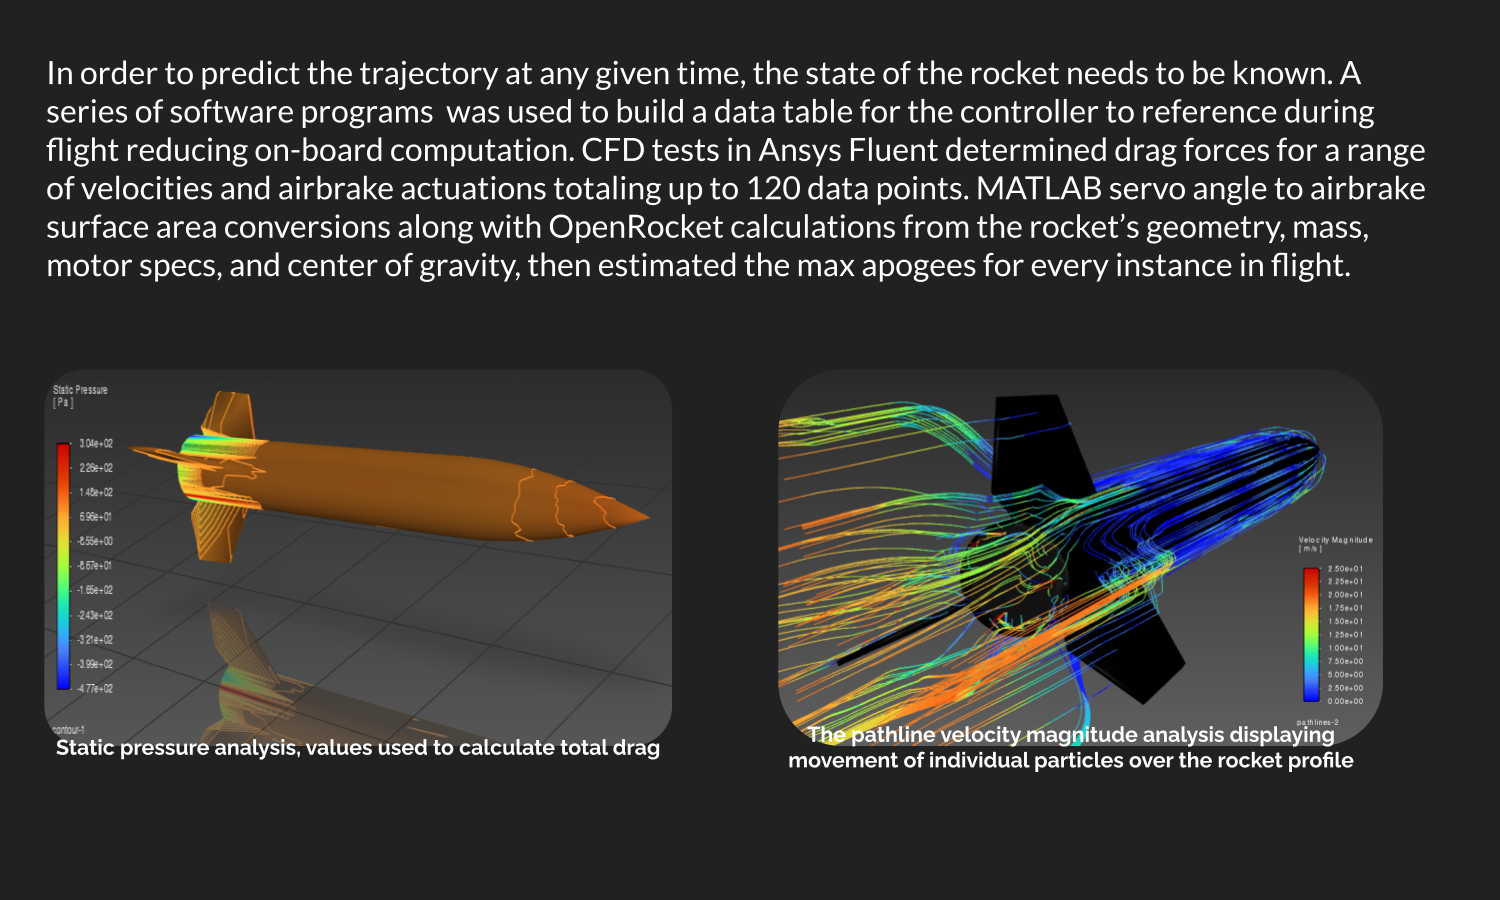 In order to predict the trajectory at any given time, the state of the rocket needs to be known. A
series of software programs  was used to build a data table for the controller to reference during
flight reducing on-board computation. CFD tests in Ansys Fluent determined drag forces for a range
of velocities and airbrake actuations totaling up to 120 data points. MATLAB servo angle to airbrake
surface area conversions along with OpenRocket calculations from the rocket’s geometry, mass,
motor specs, and center of gravity, then estimated the max apogees for every instance in flight.
Static Pressure
[ Pa ]
3.04e+02
2.26e+02
1.48e+02
6.96e+01
-8.55e+00
-8.67e+01
-1.65e+02
-2.43e+02
-3.21e+02
-3.99e+02
-4.77e+02
contour-1
Static pressure analysis, values used to calculate total drag
Velocity Magnitude
[ m/s ]
2.50e+01
2.25e+01
2.00e+01
1.75e+01
1.50e+01
1.25e+01
1.00e+01
7.50e+00
5.00e+00
2.50e+00
0.00e+00
pathlines-2
The pathline velocity magnitude analysis displaying
movement of individual particles over the rocket profile